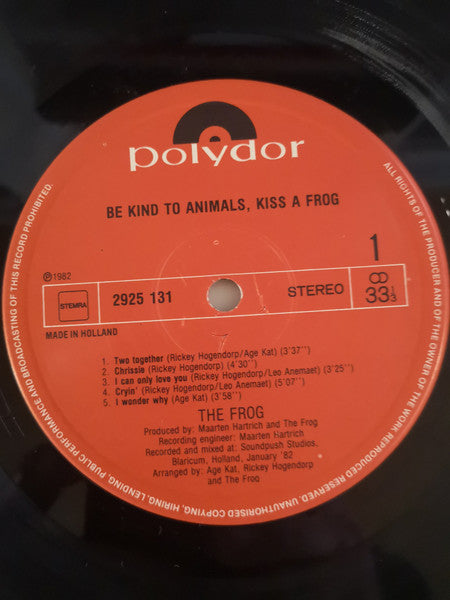 polydor
BE KIND TO ANIMALS, KISS A FROG
1
℗1982
STEMRA
2925 131
STEREO
33⅓
MADE IN HOLLAND
1. Two together (Rickey Hogendorp/Age Kat) (3'37'')
2. Chrissie (Rickey Hogendorp) (4'30'')
3. I can only love you (Rickey Hogendorp/Leo Anemaet) (3'25'')
4. Cryin' (Rickey Hogendorp/Leo Anemaet) (5'07'')
5. I wonder why (Age Kat) (3'58'')
THE FROG
Produced by: Maarten Hartrich and The Frog
Recording engineer: Maarten Hartrich
Recorded and mixed at: Soundpush Studios,
Blaricum, Holland, January '82
Arranged by: Age Kat, Rickey Hogendorp
and The Frog
ALL RIGHTS OF THE PRODUCER AND OF THE OWNER OF THE WORK REPRODUCED RESERVED. UNAUTHORISED COPYING, HIRING, LENDING, PUBLIC PERFORMANCE AND BROADCASTING OF THIS RECORD PROHIBITED.